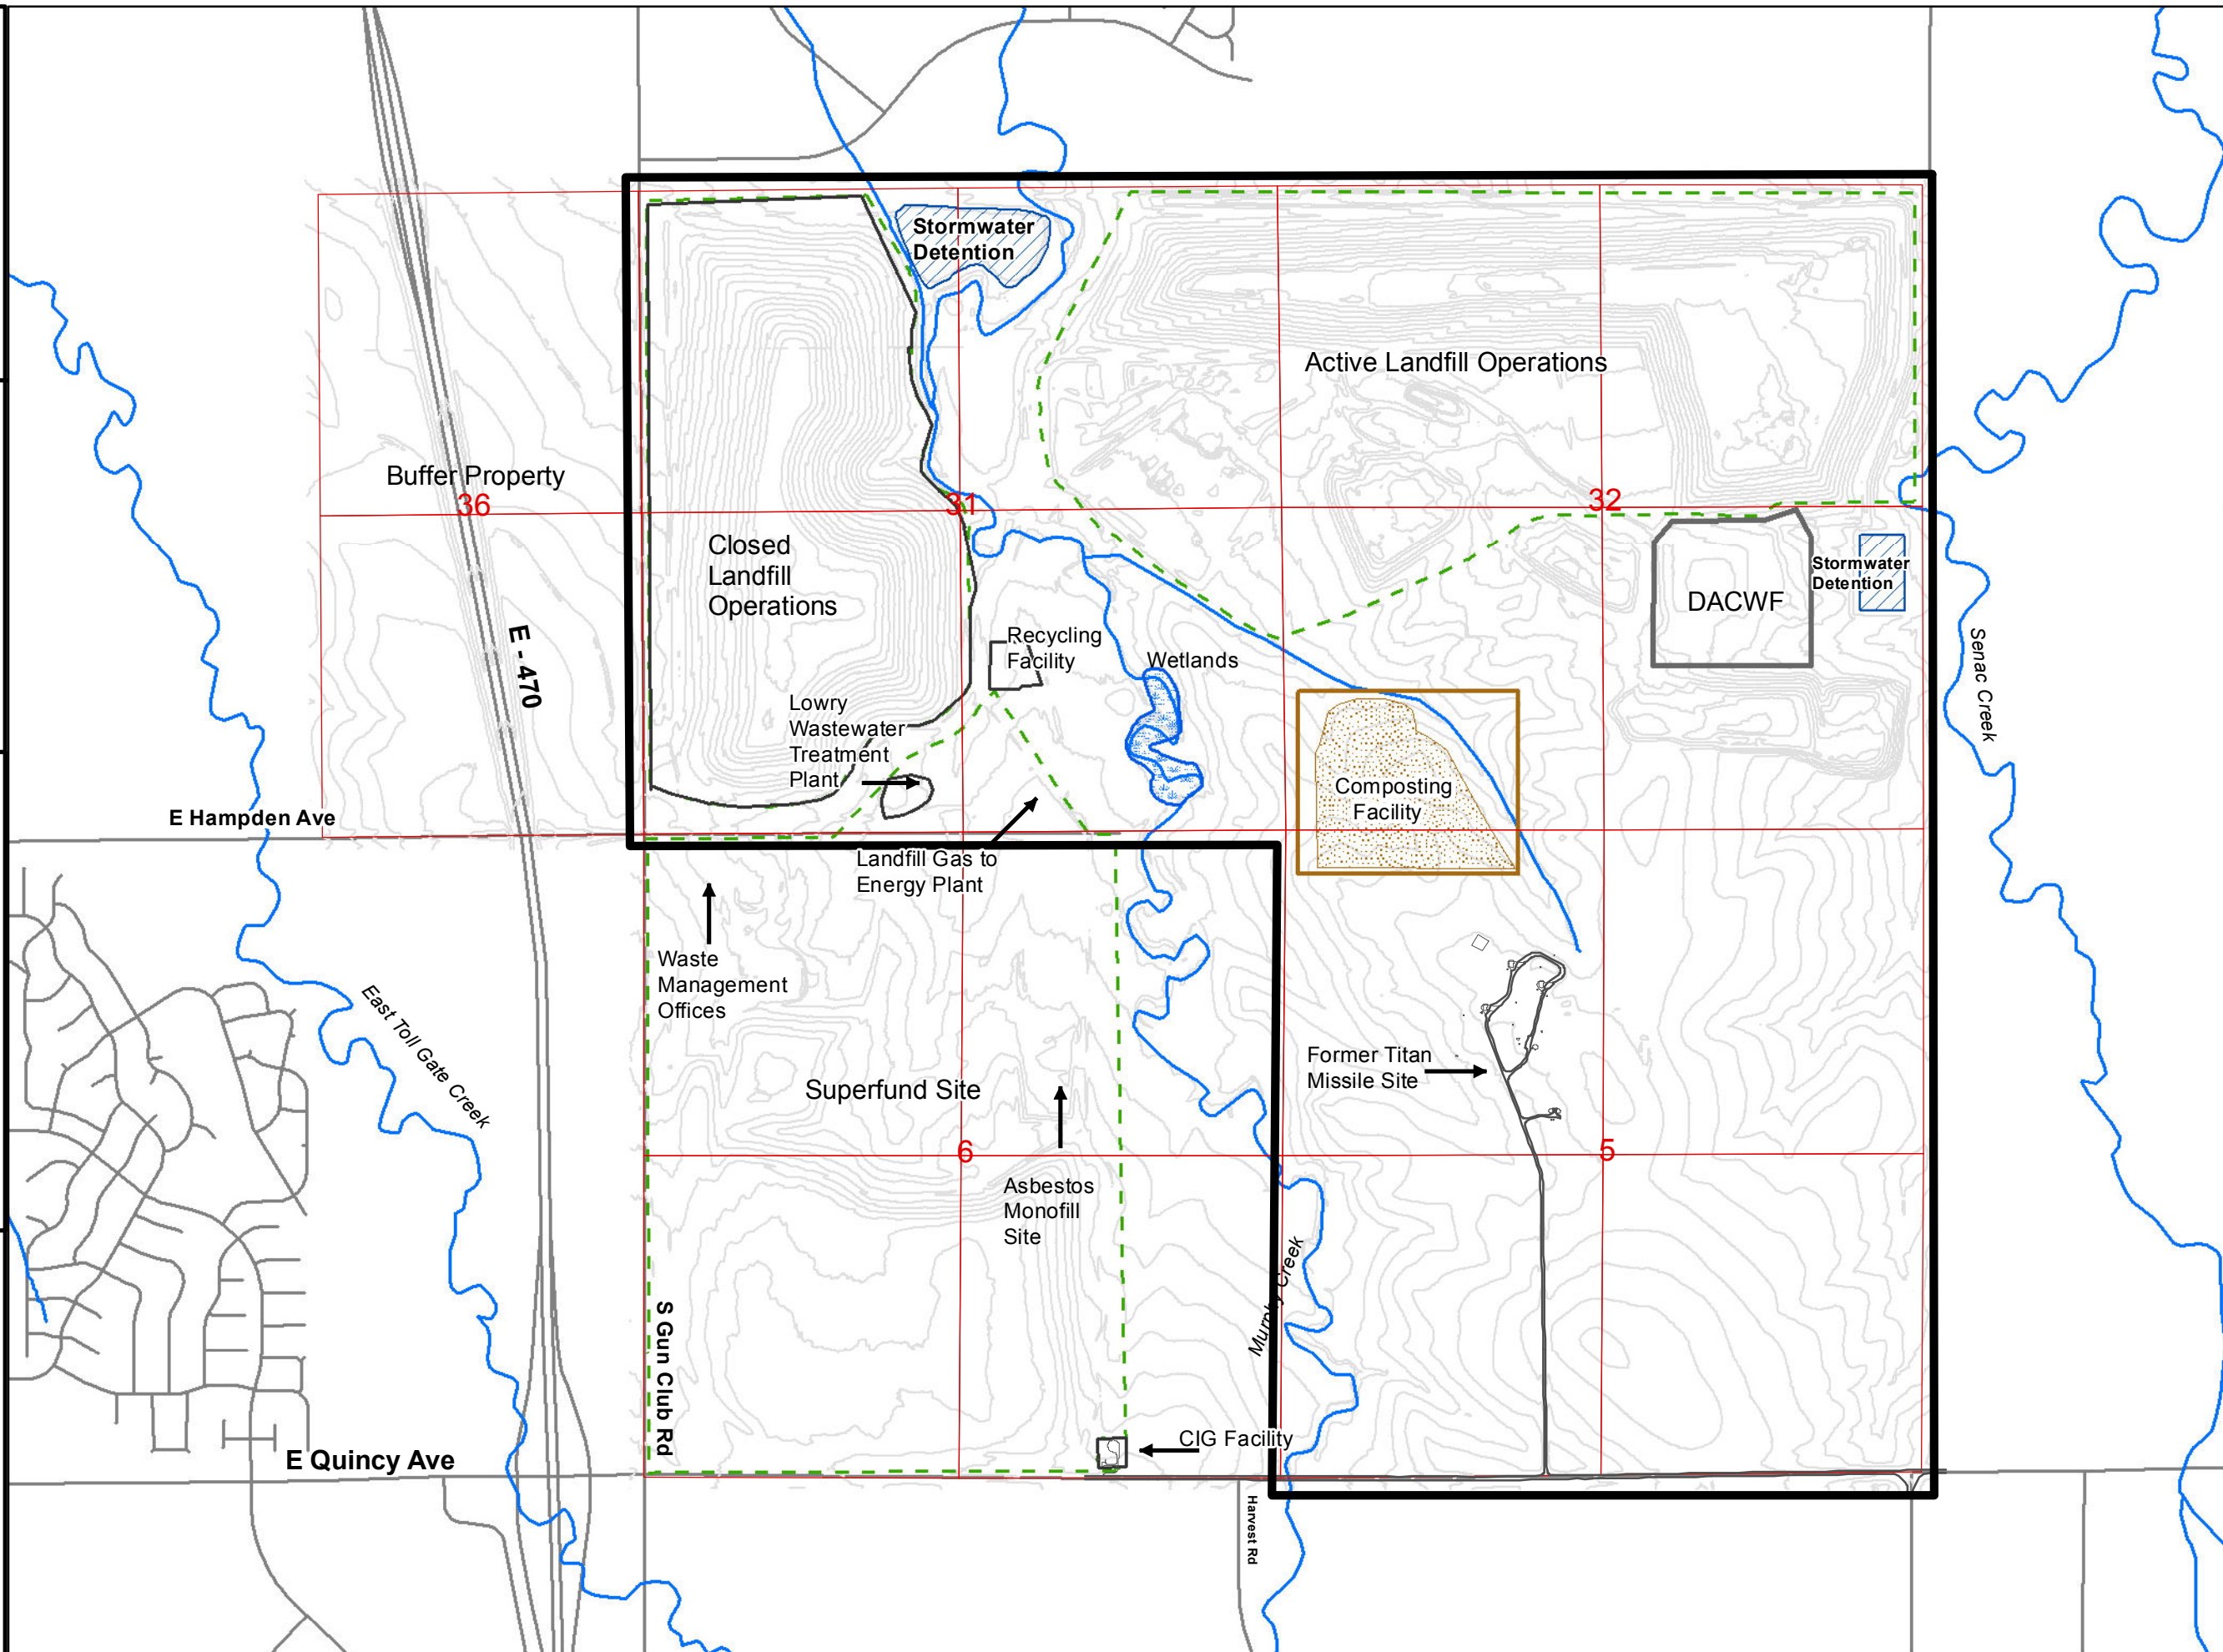 Stormwater
Detention
Active Landfill Operations
Buffer Property
36
31
32
Closed
Landfill
Operations
Stormwater
Detention
DACWF
E - 470
Recycling
Facility
Wetlands
Senac Creek
Lowry
Wastewater
Treatment
Plant
Composting
Facility
E Hampden Ave
Landfill Gas to
Energy Plant
Waste
Management
Offices
East Toll Gate Creek
Former Titan
Missile Site
Superfund Site
6
5
Asbestos
Monofill
Site
Murphy Creek
S Gun Club Rd
CIG Facility
E Quincy Ave
Harvest Rd